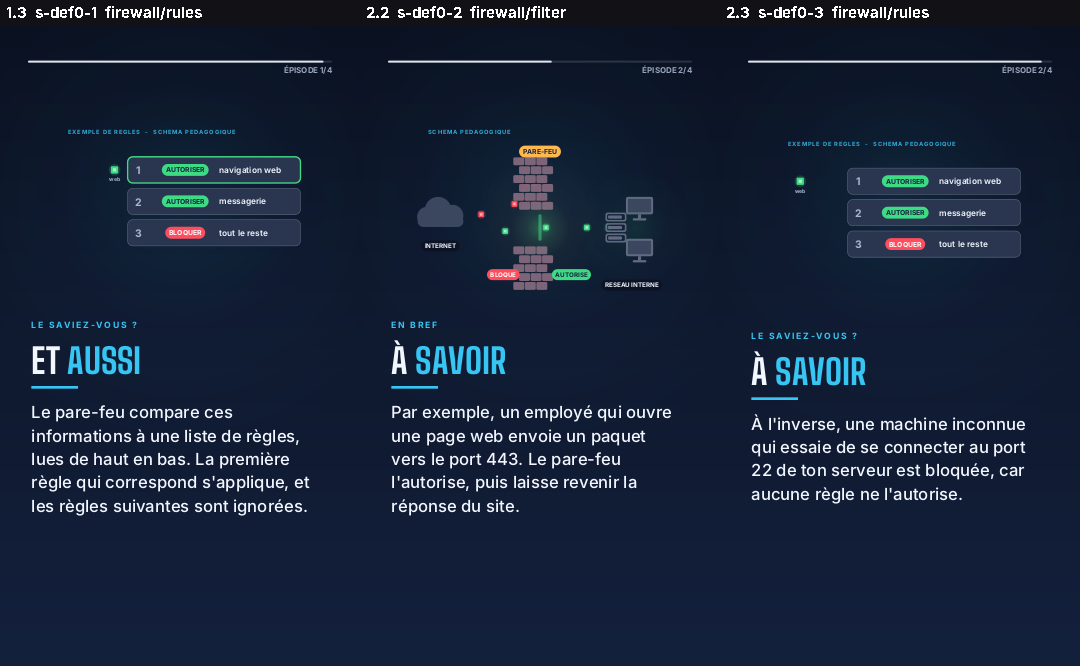 1.3 s-def0-1 firewall/rules
ÉPISODE 1/4
EXEMPLE DE REGLES - SCHEMA PEDAGOGIQUE
web
1 AUTORISER navigation web
2 AUTORISER messagerie
3 BLOQUER tout le reste
LE SAVIEZ-VOUS ?
ET AUSSI
Le pare-feu compare ces
informations à une liste de règles,
lues de haut en bas. La première
règle qui correspond s'applique, et
les règles suivantes sont ignorées.
2.2 s-def0-2 firewall/filter
ÉPISODE 2/4
SCHEMA PEDAGOGIQUE
PARE-FEU
INTERNET
BLOQUE
AUTORISE
RESEAU INTERNE
EN BREF
À SAVOIR
Par exemple, un employé qui ouvre
une page web envoie un paquet
vers le port 443. Le pare-feu
l'autorise, puis laisse revenir la
réponse du site.
2.3 s-def0-3 firewall/rules
ÉPISODE 2/4
EXEMPLE DE REGLES - SCHEMA PEDAGOGIQUE
web
1 AUTORISER navigation web
2 AUTORISER messagerie
3 BLOQUER tout le reste
LE SAVIEZ-VOUS ?
À SAVOIR
À l'inverse, une machine inconnue
qui essaie de se connecter au port
22 de ton serveur est bloquée, car
aucune règle ne l'autorise.